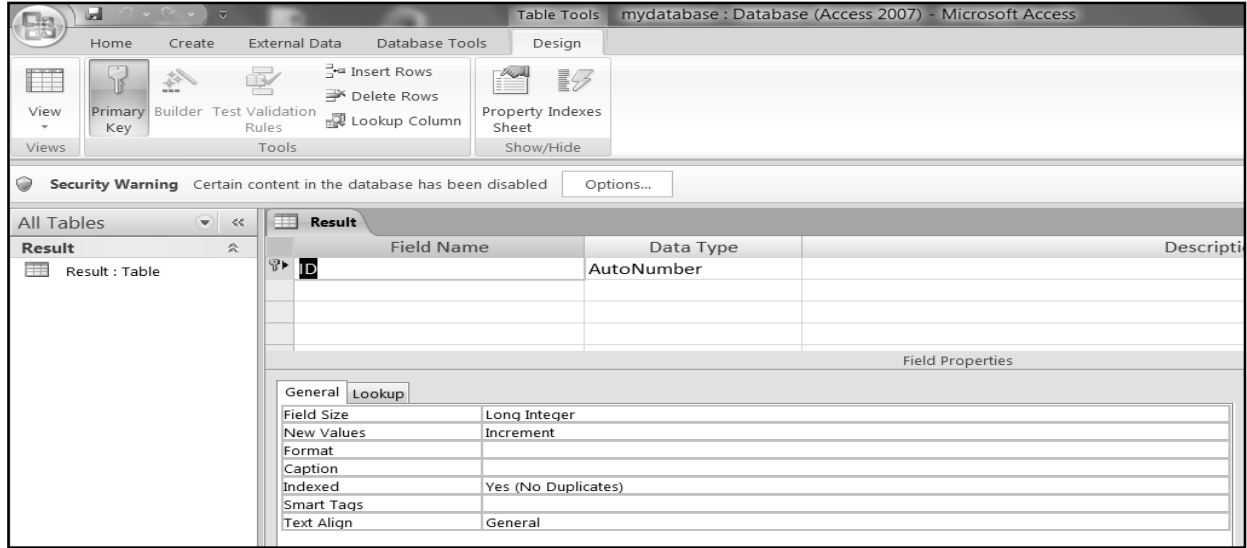 Table Tools mydatabase : Database (Access 2007) - Microsoft Access
Home Create External Data Database Tools Design
View
Primary Key
Builder
Test Validation Rules
Insert Rows
Delete Rows
Lookup Column
Property Sheet
Indexes
Views Tools Show/Hide
Security Warning Certain content in the database has been disabled Options...
All Tables «
Result
Result : Table
Result
Field Name Data Type Descripti
ID AutoNumber
Field Properties
General Lookup
Field Size Long Integer
New Values Increment
Format
Caption
Indexed Yes (No Duplicates)
Smart Tags
Text Align General